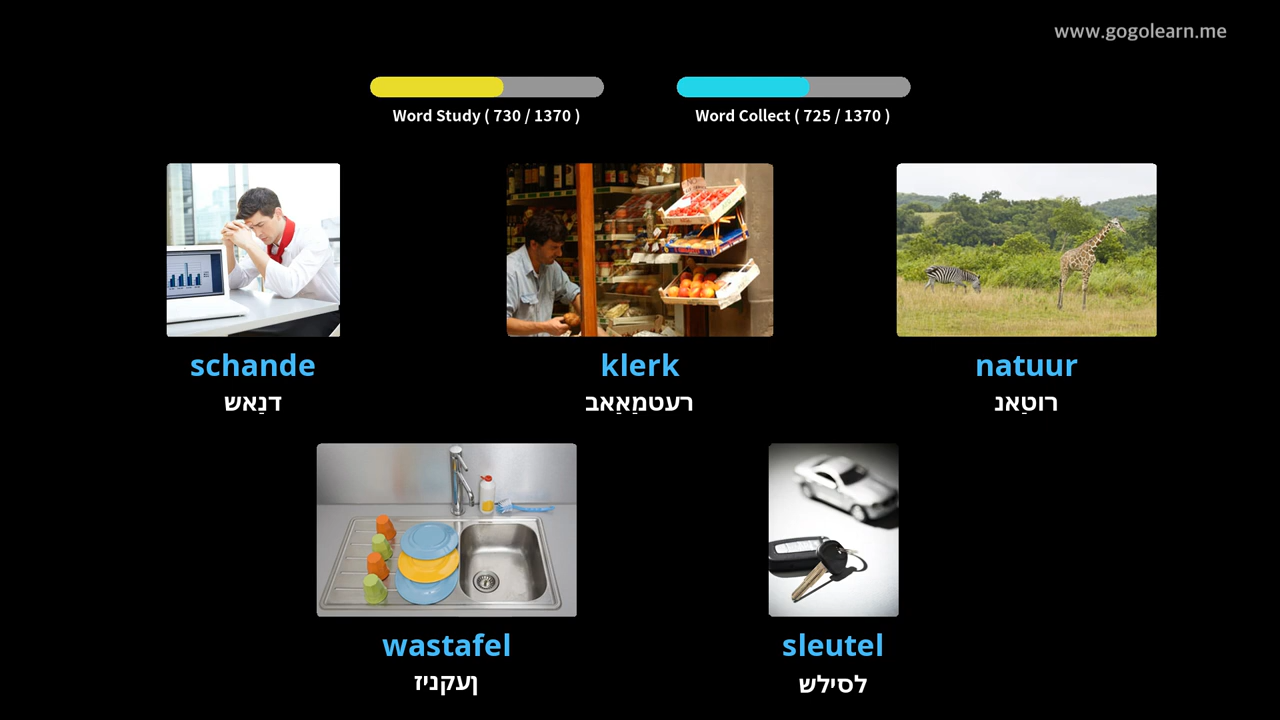 www.gogolearn.me
Word Study ( 730 / 1370 )
Word Collect ( 725 / 1370 )
schande
דנַאש
klerk
רעטמַאַאב
natuur
רוטַאנ
wastafel
ןעקניז
sleutel
לסילש